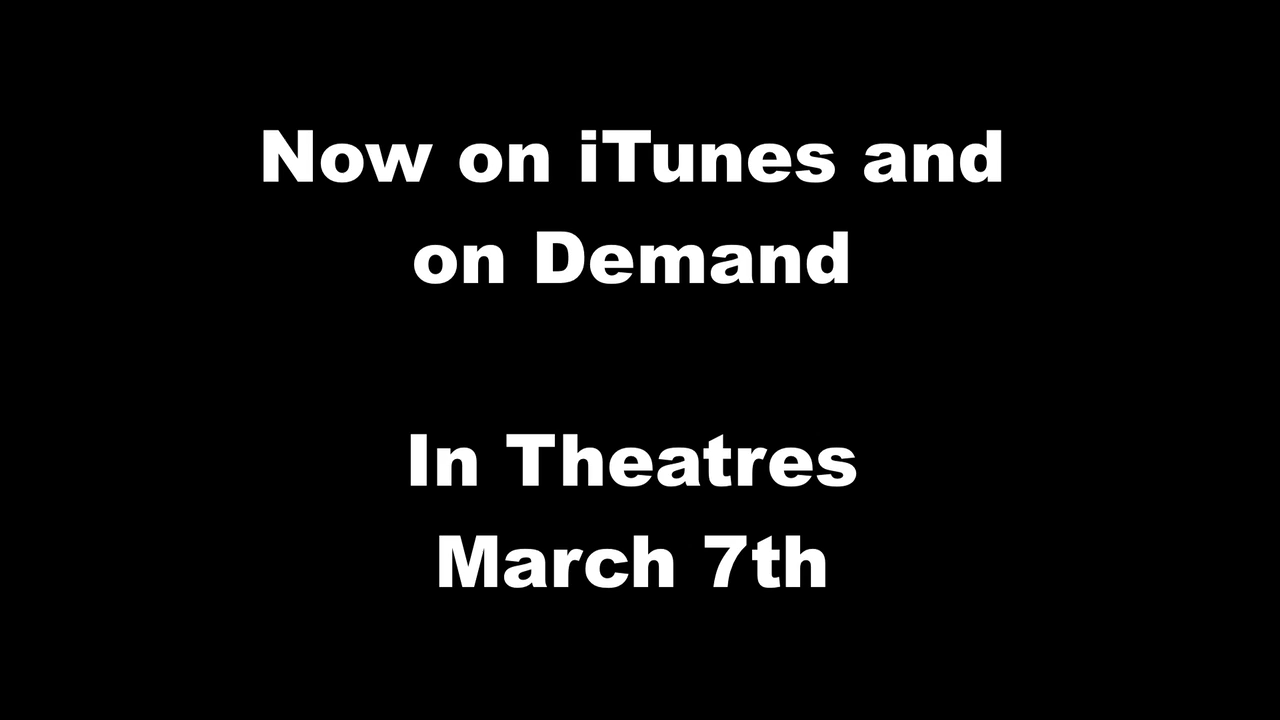 Now on iTunes and
on Demand
In Theatres
March 7th